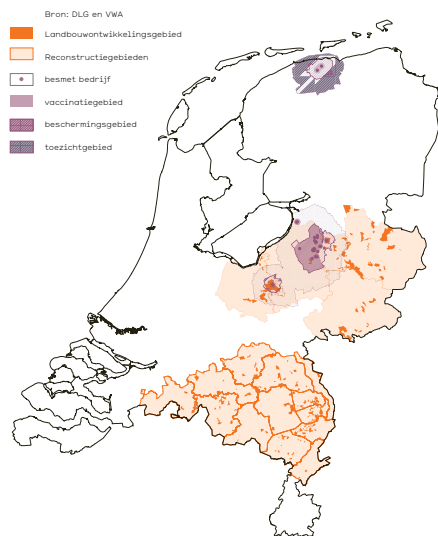 Bron: DLG en VWA
Landbouwontwikkelingsgebied
Reconstructiegebieden
besmet bedrijf
vaccinatiegebied
beschermingsgebied
toezichtgebied